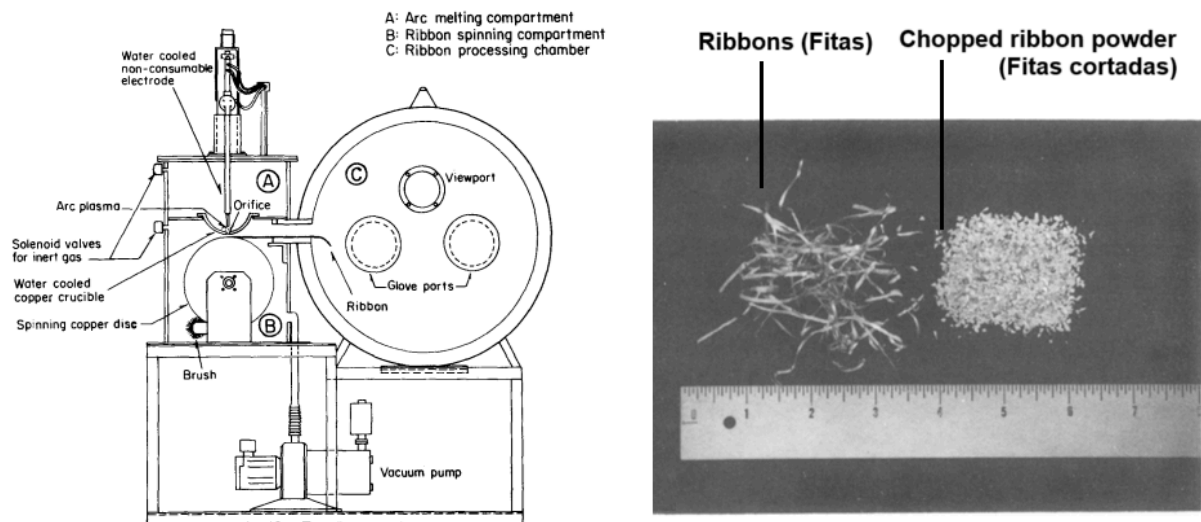 A: Arc melting compartment
B: Ribbon spinning compartment
C: Ribbon processing chamber
Water cooled
non-consumable
electrode
A
C
Viewport
Arc plasma
Orifice
Solenoid valves
for inert gas
Glove ports
Water cooled
copper crucible
Ribbon
Spinning copper disc
B
Brush
Vacuum pump
Ribbons (Fitas)
Chopped ribbon powder
(Fitas cortadas)
0 1 2 3 4 5 6 7